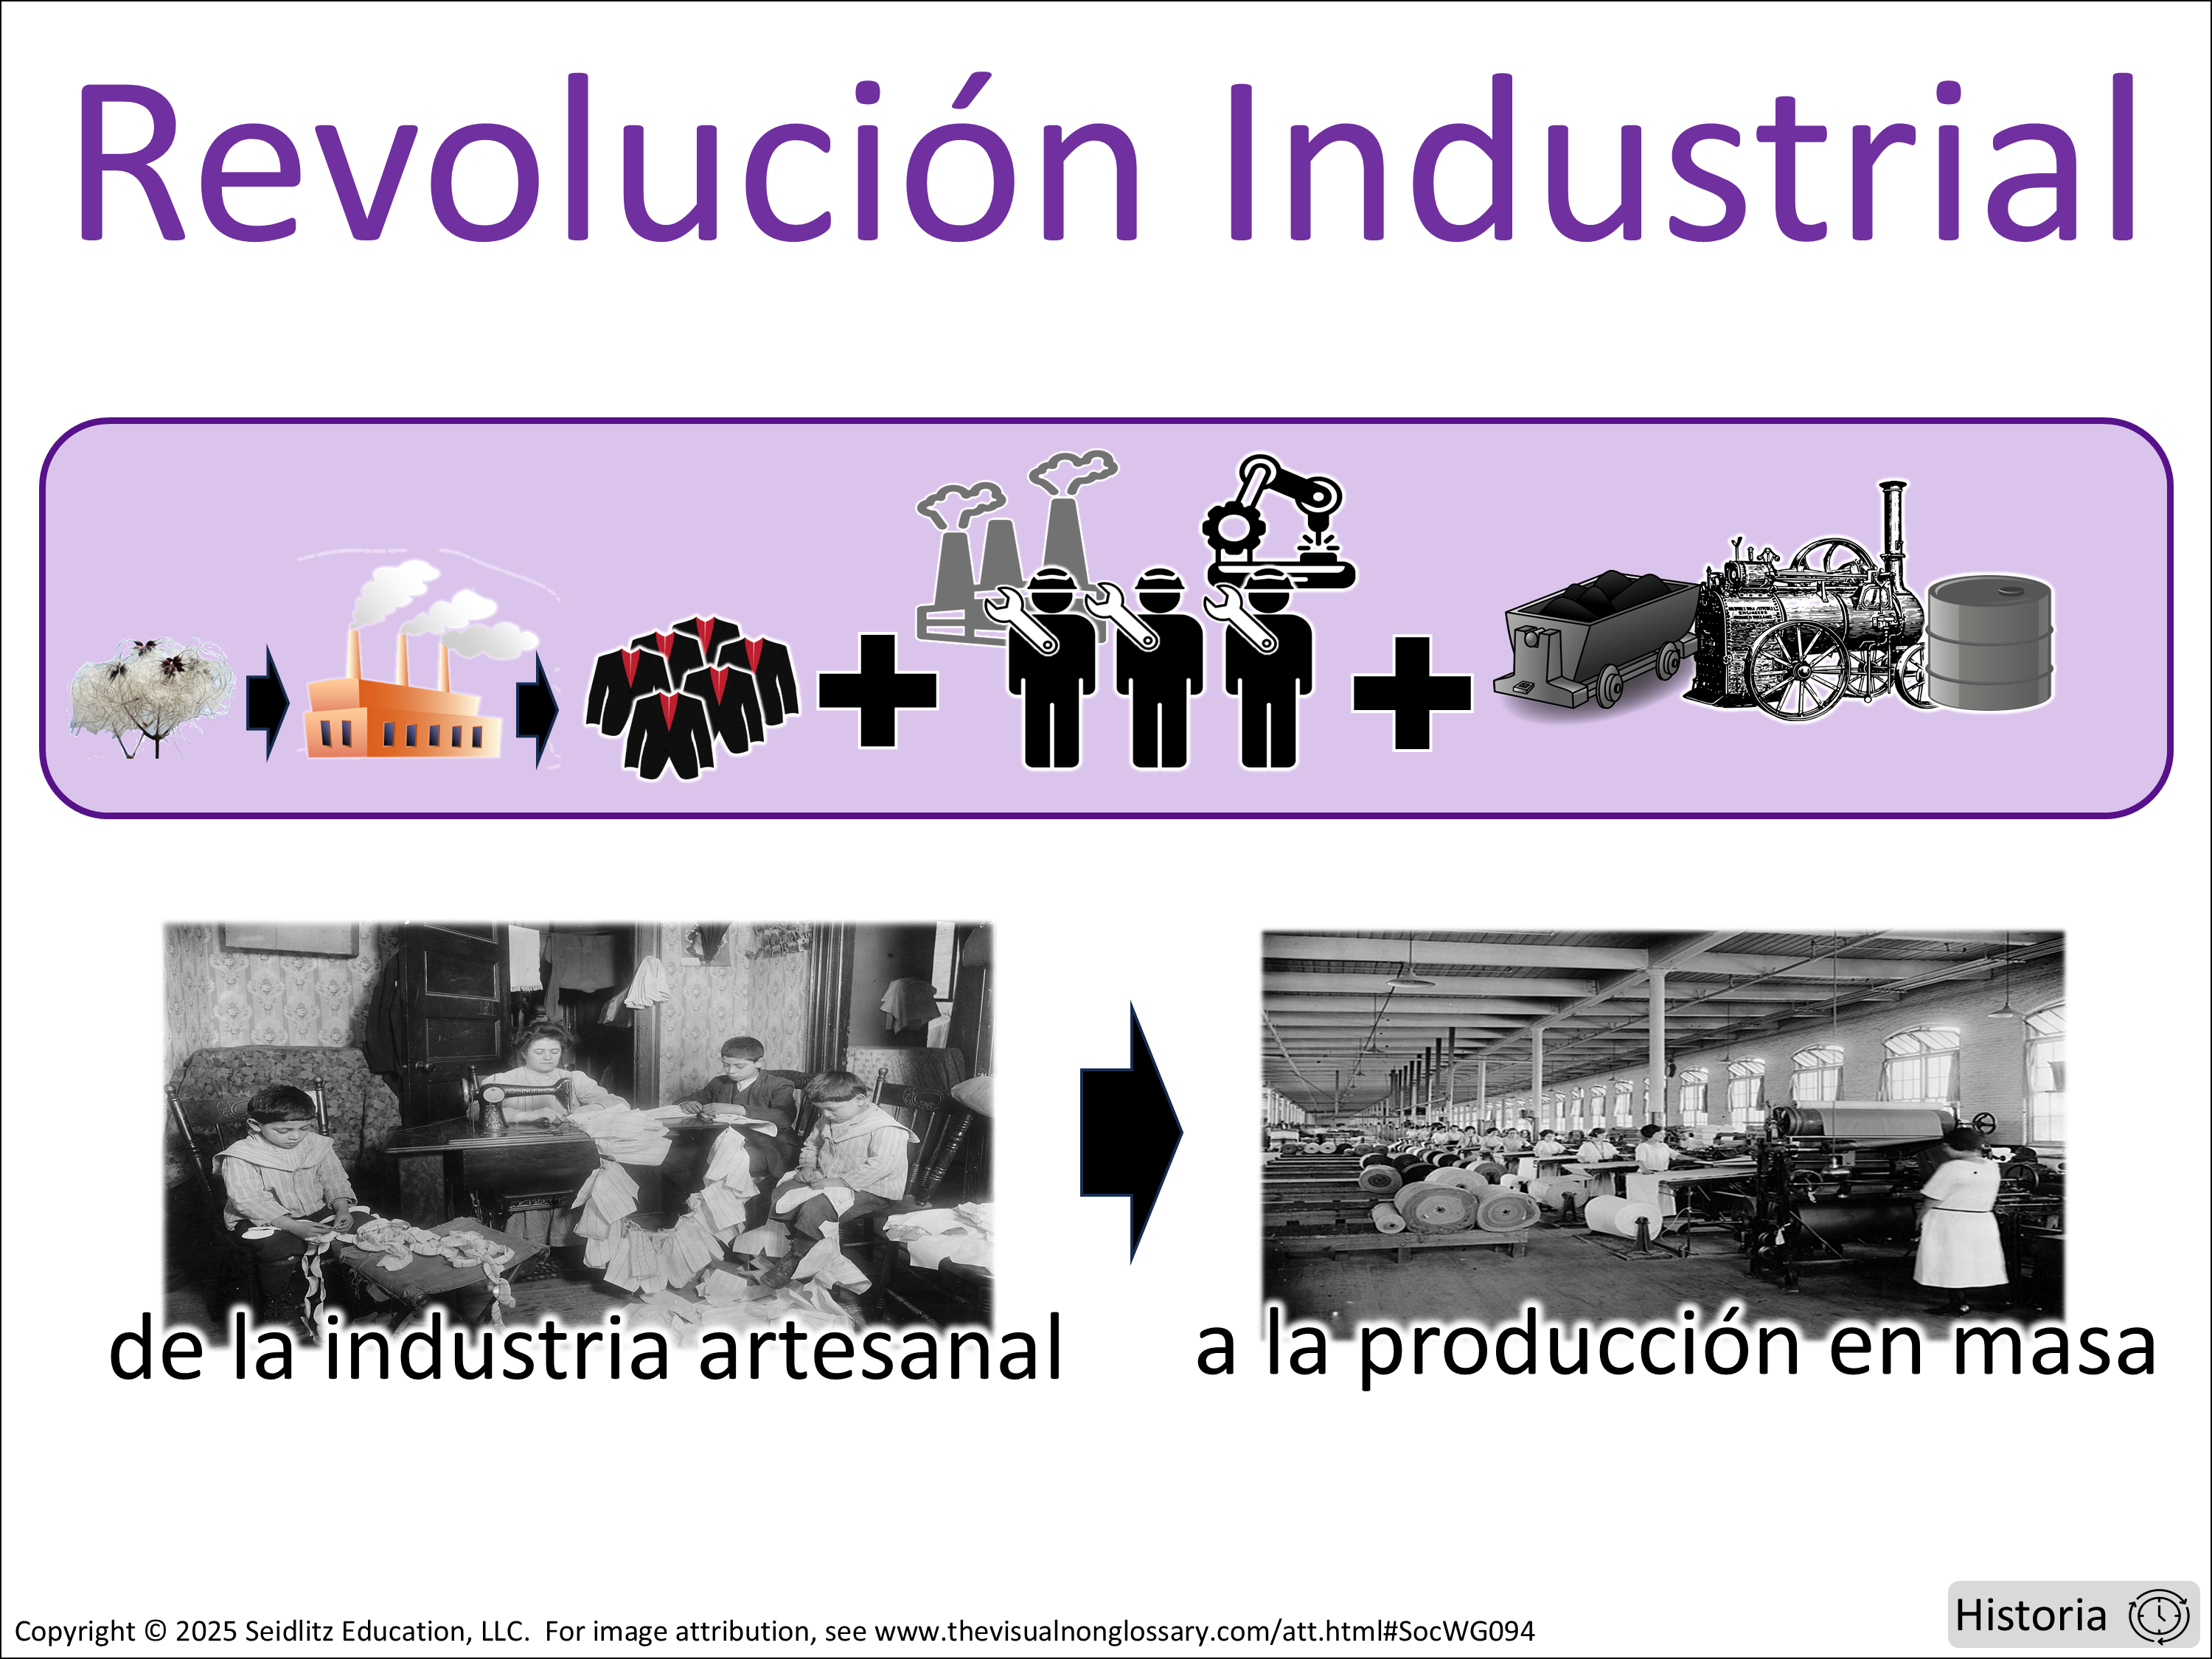 Revolución Industrial
de la industria artesanal
a la producción en masa
Copyright © 2025 Seidlitz Education, LLC.  For image attribution, see www.thevisualnonglossary.com/att.html#SocWG094
Historia